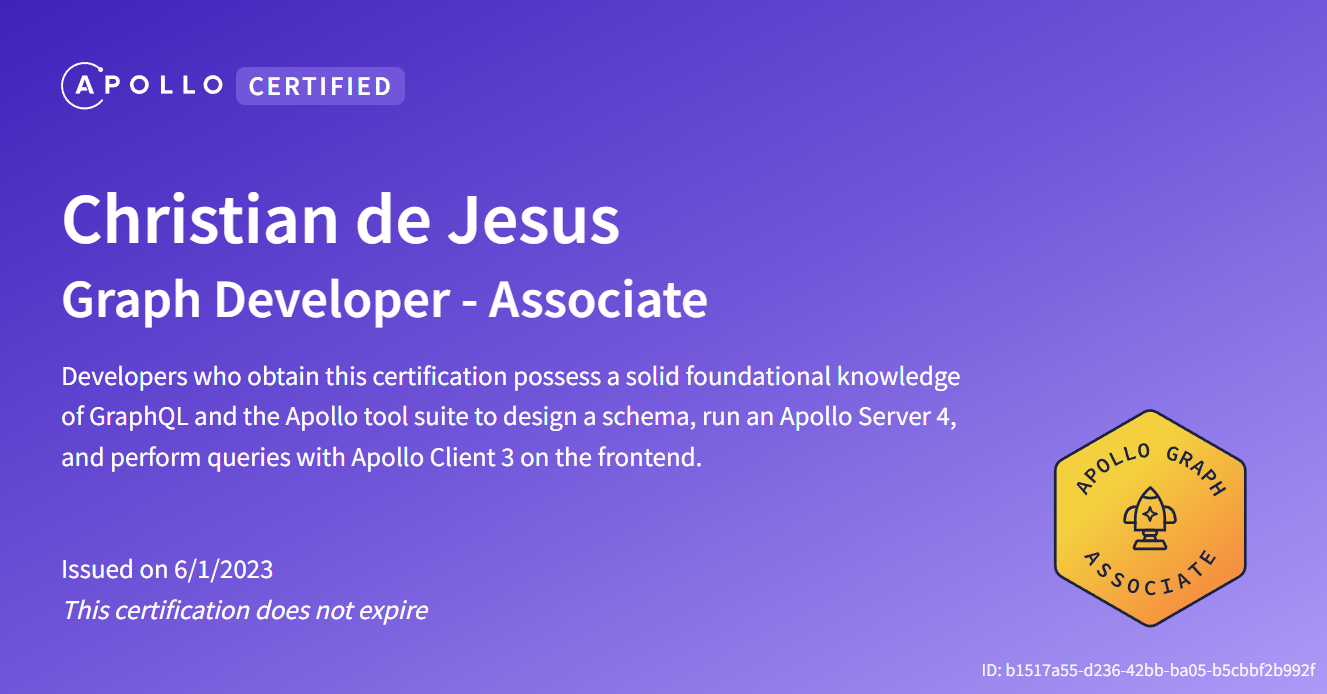 APOLLO CERTIFIED
Christian de Jesus
Graph Developer - Associate
Developers who obtain this certification possess a solid foundational knowledge
of GraphQL and the Apollo tool suite to design a schema, run an Apollo Server 4,
and perform queries with Apollo Client 3 on the frontend.
Issued on 6/1/2023
This certification does not expire
APOLLO GRAPH
ASSOCIATE
ID: b1517a55-d236-42bb-ba05-b5cbbf2b992f